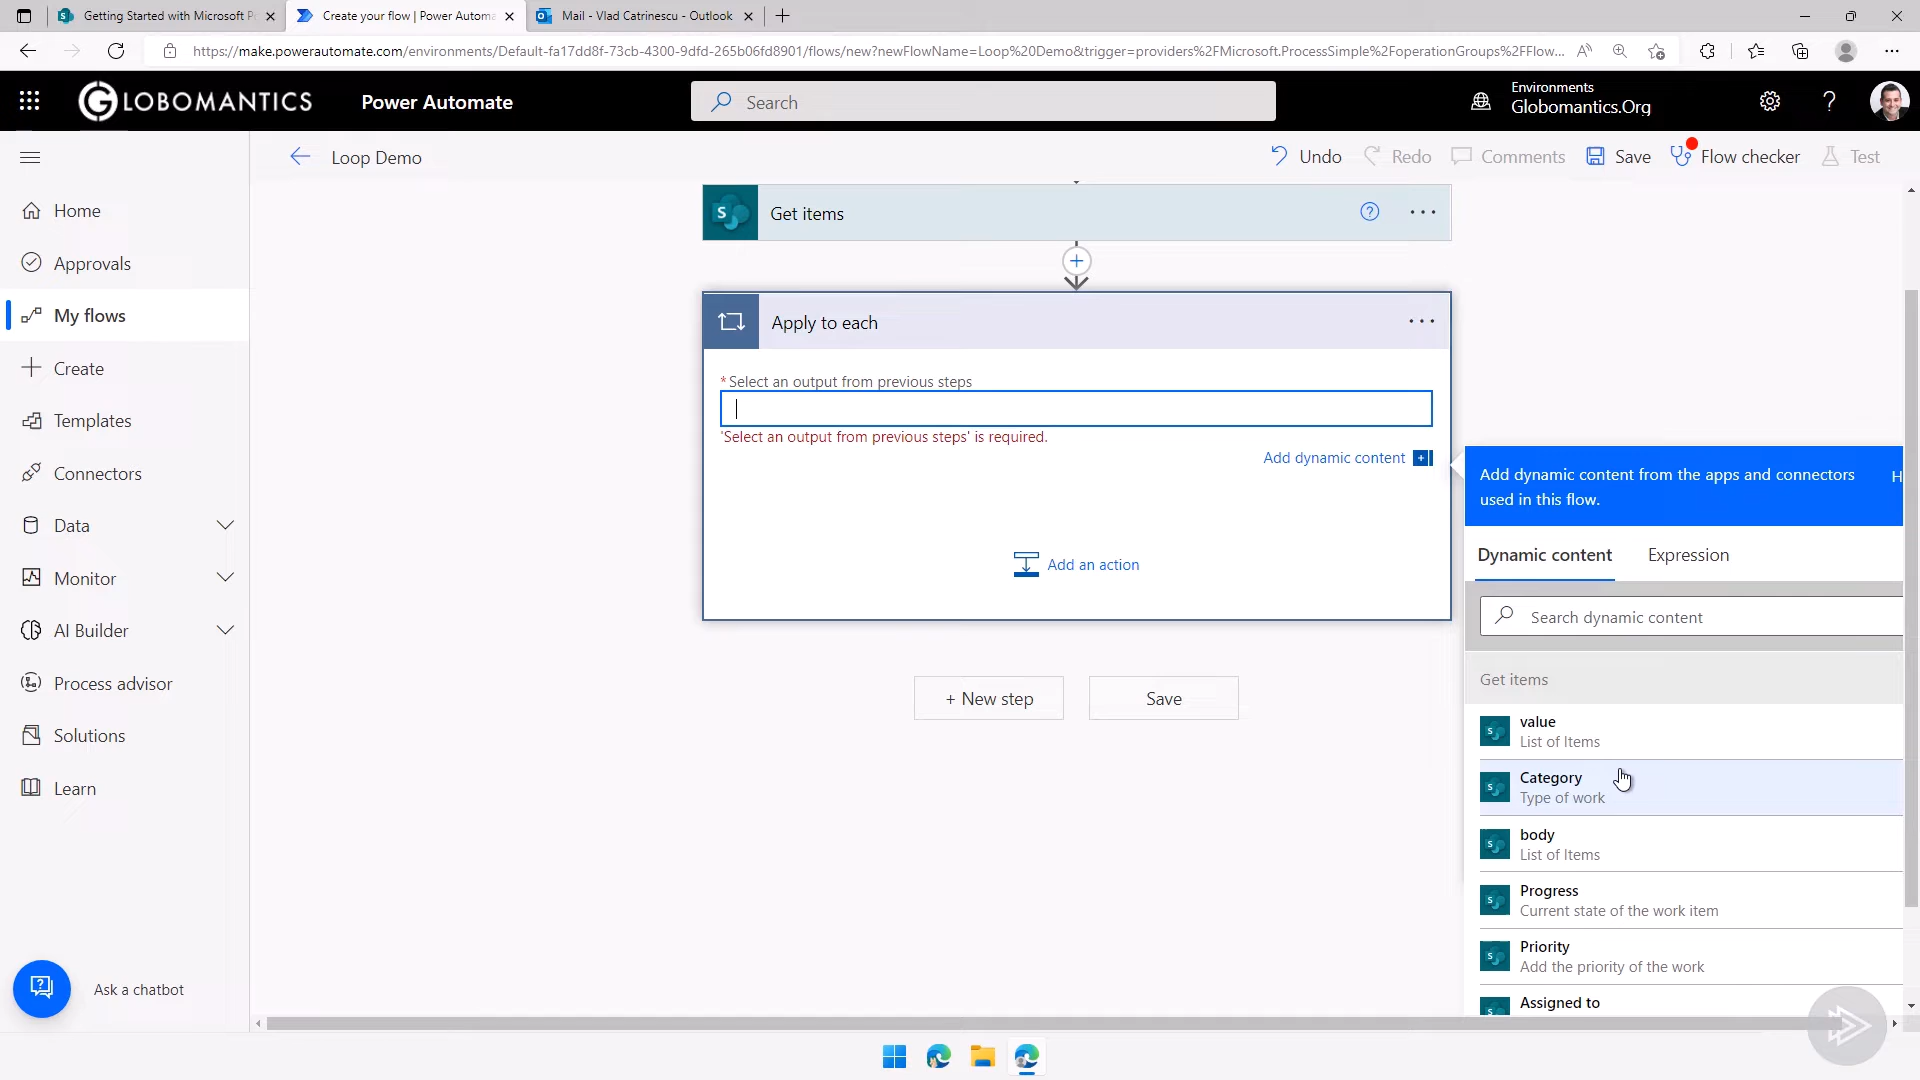 Getting Started with Microsoft P
Create your flow | Power Automa
Mail - Vlad Catrinescu - Outlook
https://make.powerautomate.com/environments/Default-fa17dd8f-73cb-4300-9dfd-265b06fd8901/flows/new?newFlowName=Loop%20Demo&trigger=providers%2FMicrosoft.ProcessSimple%2FoperationGroups%2FFlow...
GLOBOMANTICS
Power Automate
Search
Environments
Globomantics.Org
Loop Demo
Undo
Redo
Comments
Save
Flow checker
Test
Home
Approvals
My flows
Create
Templates
Connectors
Data
Monitor
AI Builder
Process advisor
Solutions
Learn
Ask a chatbot
Get items
Apply to each
* Select an output from previous steps
'Select an output from previous steps' is required.
Add dynamic content
Add an action
+ New step
Save
Add dynamic content from the apps and connectors
used in this flow.
H
Dynamic content
Expression
Search dynamic content
Get items
value
List of Items
Category
Type of work
body
List of Items
Progress
Current state of the work item
Priority
Add the priority of the work
Assigned to